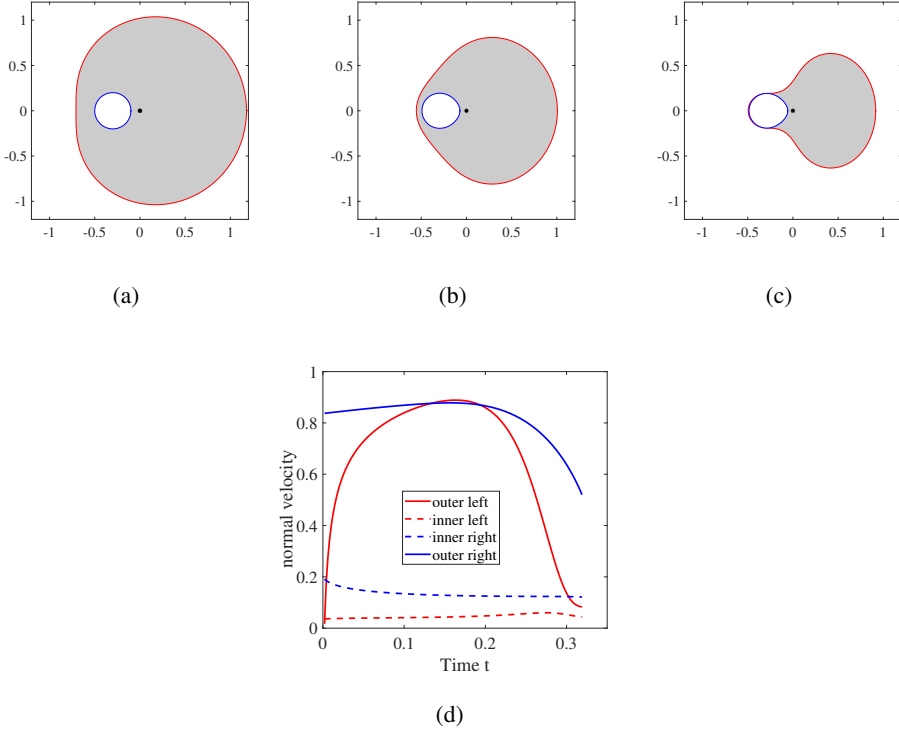 1
0.5
0
-0.5
-1
-1 -0.5 0 0.5 1
(a)
1
0.5
0
-0.5
-1
-1 -0.5 0 0.5 1
(b)
1
0.5
0
-0.5
-1
-1 -0.5 0 0.5 1
(c)
1
0.8
0.6
0.4
0.2
0
normal velocity
outer left
inner left
inner right
outer right
0 0.1 0.2 0.3
Time t
(d)